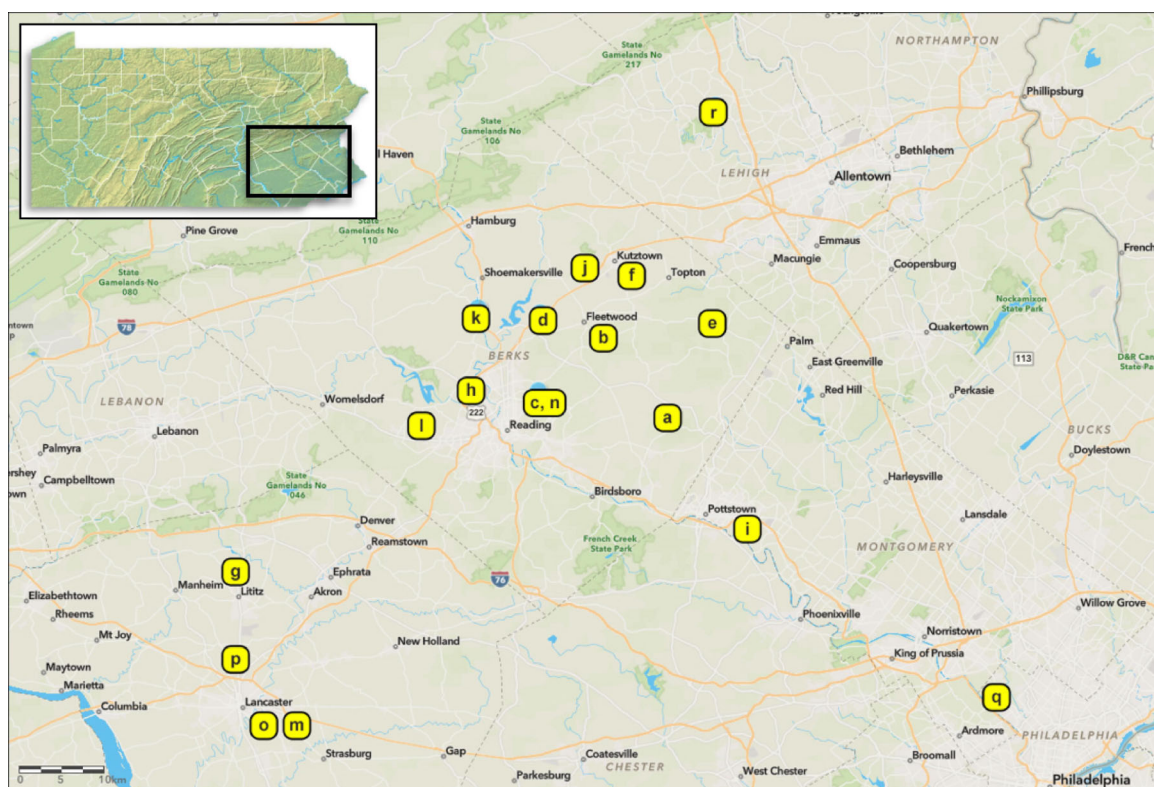 NORTHAMPTON
State
Gamelands No
217
Phillipsburg
r
State
Gamelands No
106
Haven
Bethlehem
LEHIGH
Allentown
Hamburg
State
Gamelands No
110
Pine Grove
Emmaus
Kutztown
Macungie
Coopersburg
French
j
f
Topton
Shoemakersville
State
Gamelands No
080
Nockamixon
State Park
k
d
Fleetwood
e
78
b
Quakertown
Palm
113
BERKS
East Greenville
D&R Can
State Park
h
Red Hill
Perkasie
LEBANON
Womelsdorf
c, n
222
a
l
Reading
BUCKS
Lebanon
Palmyra
Doylestown
Campbelltown
State
Gamelands No
046
Harleysville
Birdsboro
Pottstown
Lansdale
Denver
i
French Creek
State Park
Reamstown
MONTGOMERY
g
Ephrata
76
Manheim
Lititz
Akron
Elizabethtown
Willow Grove
Rheems
Phoenixville
Mt Joy
New Holland
Norristown
King of Prussia
p
Maytown
Marietta
q
Columbia
Lancaster
o
m
Ardmore
PHILADELPHIA
Strasburg
Gap
Coatesville
Broomall
CHESTER
West Chester
Parkesburg
Philadelphia
0 5 10km